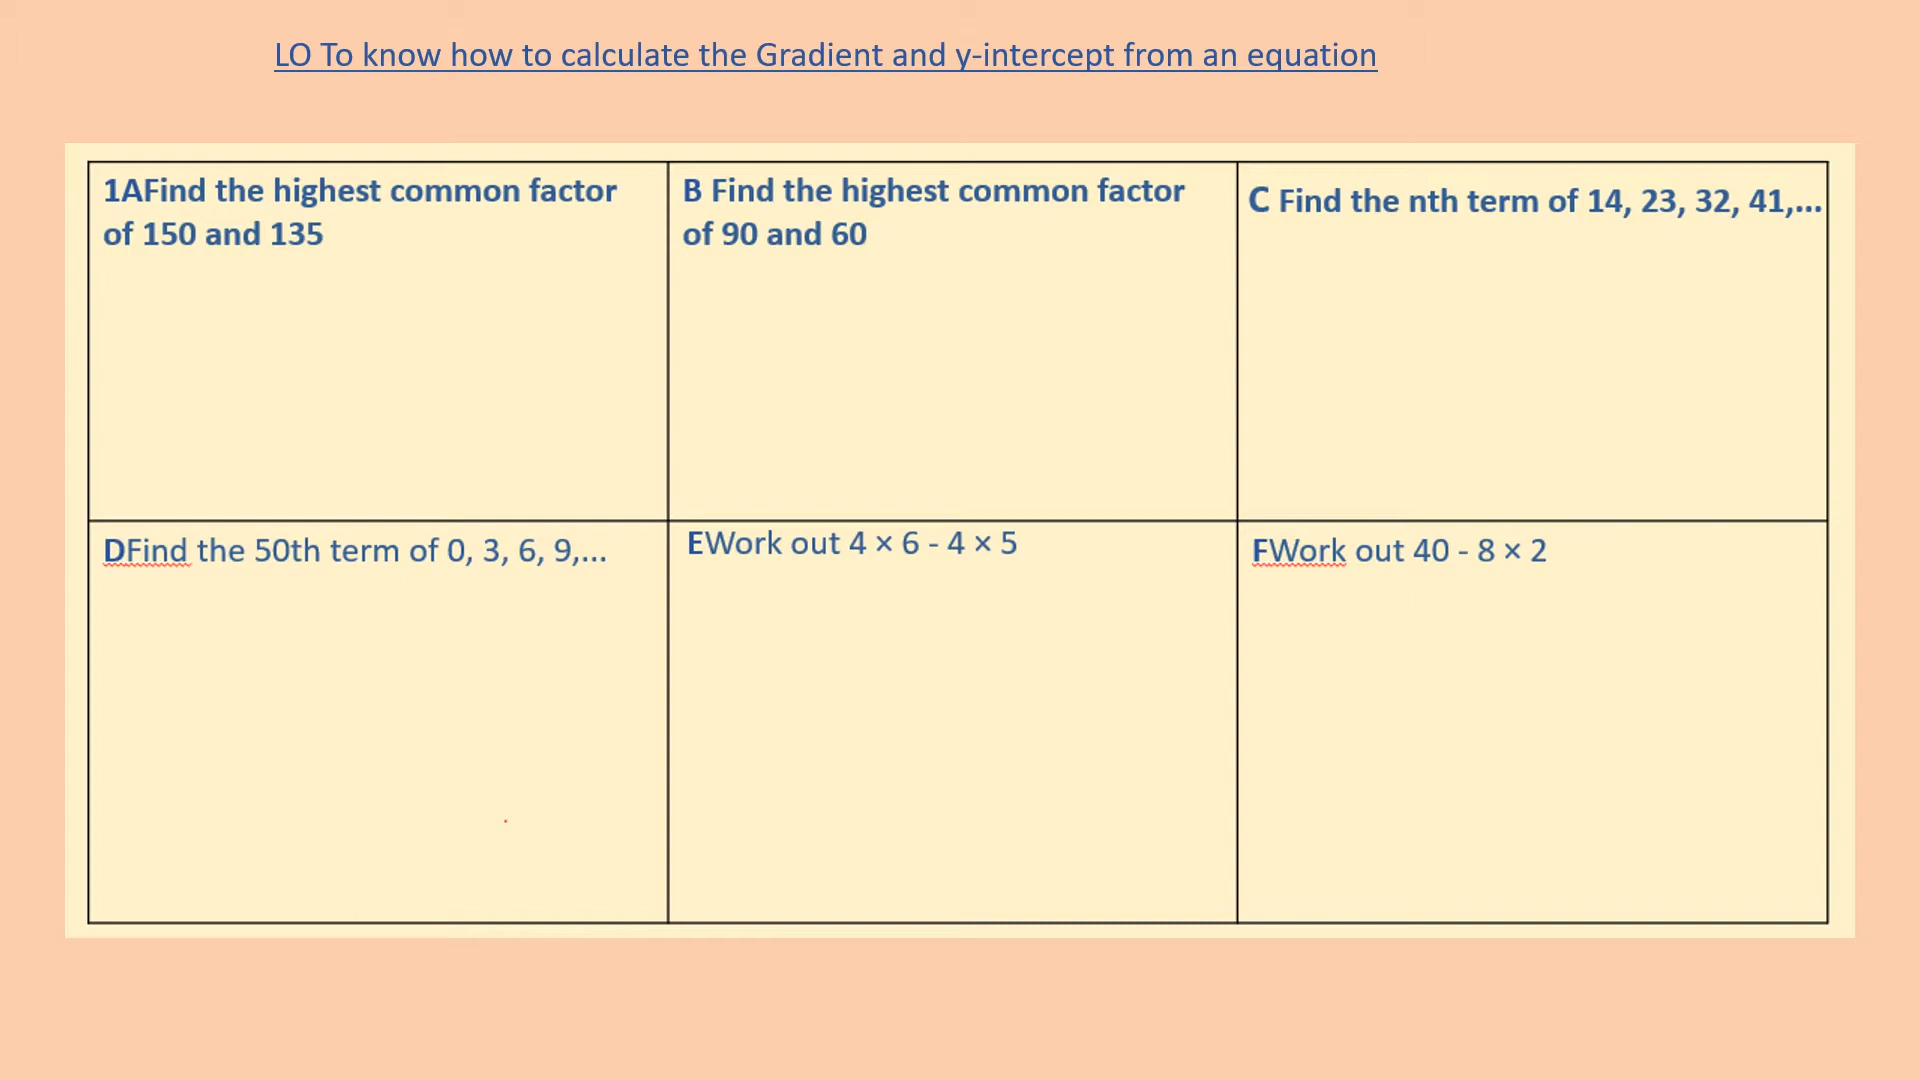 LO To know how to calculate the Gradient and y-intercept from an equation
1AFind the highest common factor
of 150 and 135
B Find the highest common factor
of 90 and 60
C Find the nth term of 14, 23, 32, 41,...
DFind the 50th term of 0, 3, 6, 9,...
EWork out 4 × 6 - 4 × 5
FWork out 40 - 8 × 2